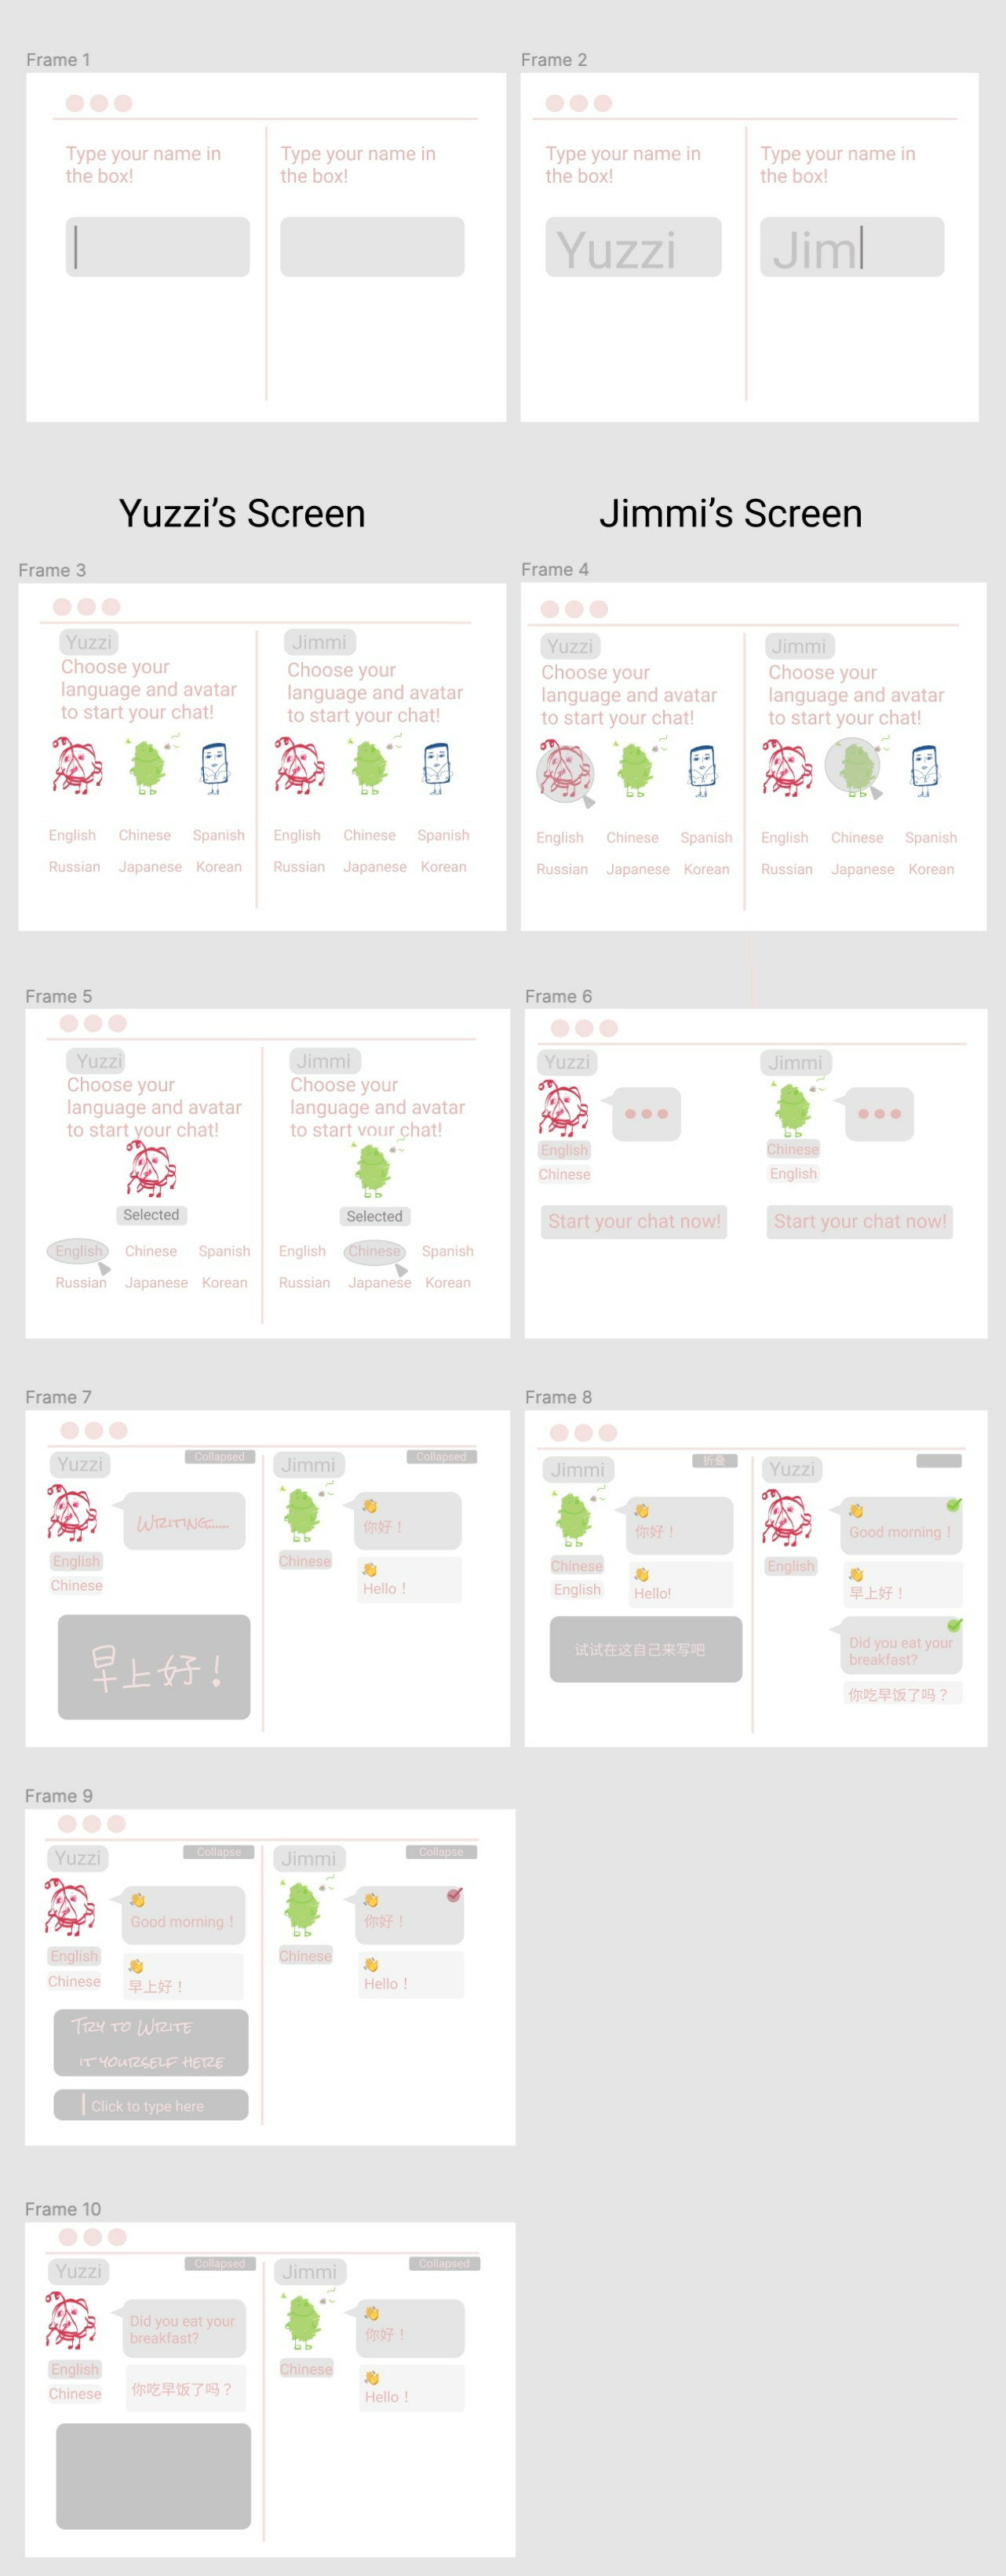 Frame 1
Type your name in
the box!
Type your name in
the box!
Frame 2
Type your name in
the box!
Yuzzi
Type your name in
the box!
Jim
Yuzzi's Screen
Jimmi's Screen
Frame 3
Yuzzi
Choose your
language and avatar
to start your chat!
English Chinese Spanish
Russian Japanese Korean
Jimmi
Choose your
language and avatar
to start your chat!
English Chinese Spanish
Russian Japanese Korean
Frame 4
Yuzzi
Choose your
language and avatar
to start your chat!
English Chinese Spanish
Russian Japanese Korean
Jimmi
Choose your
language and avatar
to start your chat!
English Chinese Spanish
Russian Japanese Korean
Frame 5
Yuzzi
Choose your
language and avatar
to start your chat!
Selected
English Chinese Spanish
Russian Japanese Korean
Jimmi
Choose your
language and avatar
to start your chat!
Selected
English Chinese Spanish
Russian Japanese Korean
Frame 6
Yuzzi
English
Chinese
Start your chat now!
Jimmi
Chinese
English
Start your chat now!
Frame 7
Yuzzi
Collapsed
Writing......
English
Chinese
早上好！
Jimmi
Collapsed
你好！
Chinese
Hello！
Frame 8
Jimmi
折叠
你好！
Chinese
English
Hello!
试试在这自己来写吧
Yuzzi
Good morning！
English
早上好！
Did you eat your
breakfast?
你吃早饭了吗？
Frame 9
Yuzzi
Collapse
Good morning！
English
Chinese
早上好！
Try to Write
it yourself here
Click to type here
Jimmi
Collapse
你好！
Chinese
Hello！
Frame 10
Yuzzi
Collapsed
Did you eat your
breakfast?
English
Chinese
你吃早饭了吗？
Jimmi
Collapsed
你好！
Chinese
Hello！